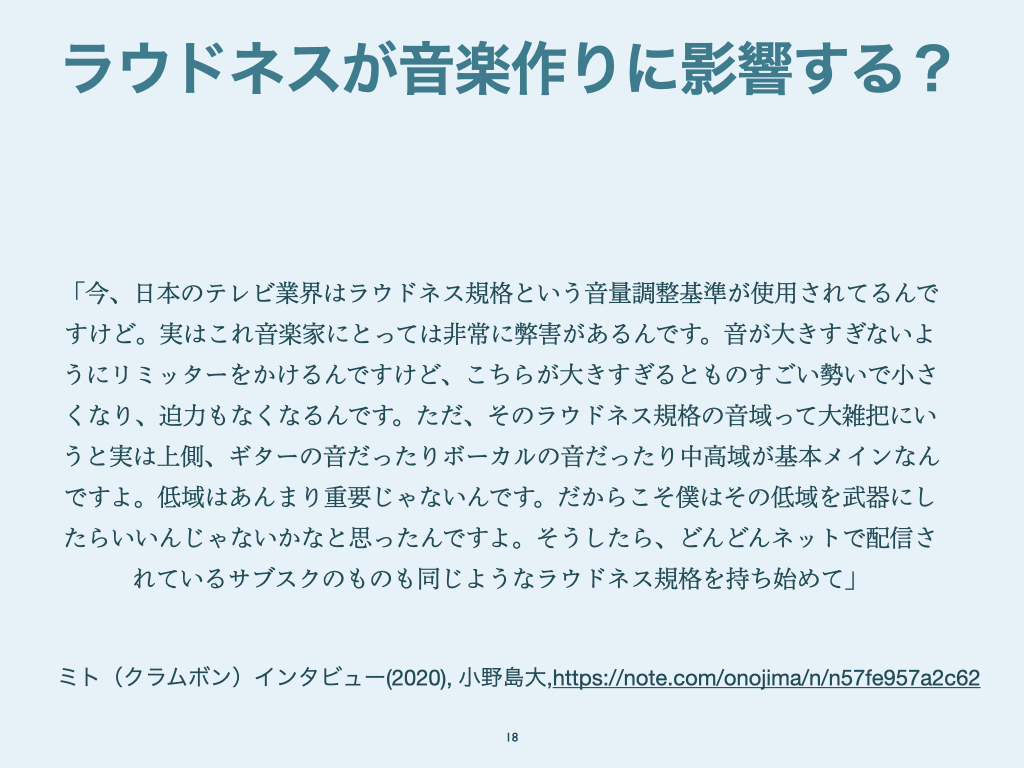 ラウドネスが音楽作りに影響する？
「今、日本のテレビ業界はラウドネス規格という音量調整基準が使用されてるんで
すけど。実はこれ音楽家にとっては非常に弊害があるんです。音が大きすぎないよ
うにリミッターをかけるんですけど、こちらが大きすぎるとものすごい勢いで小さ
くなり、迫力もなくなるんです。ただ、そのラウドネス規格の音域って大雑把にい
うと実は上側、ギターの音だったりボーカルの音だったり中高域が基本メインなん
ですよ。低域はあんまり重要じゃないんです。だからこそ僕はその低域を武器にし
たらいいんじゃないかなと思ったんですよ。そうしたら、どんどんネットで配信さ
れているサブスクのものも同じようなラウドネス規格を持ち始めて」
ミト（クラムボン）インタビュー(2020), 小野島大,https://note.com/onojima/n/n57fe957a2c62
18